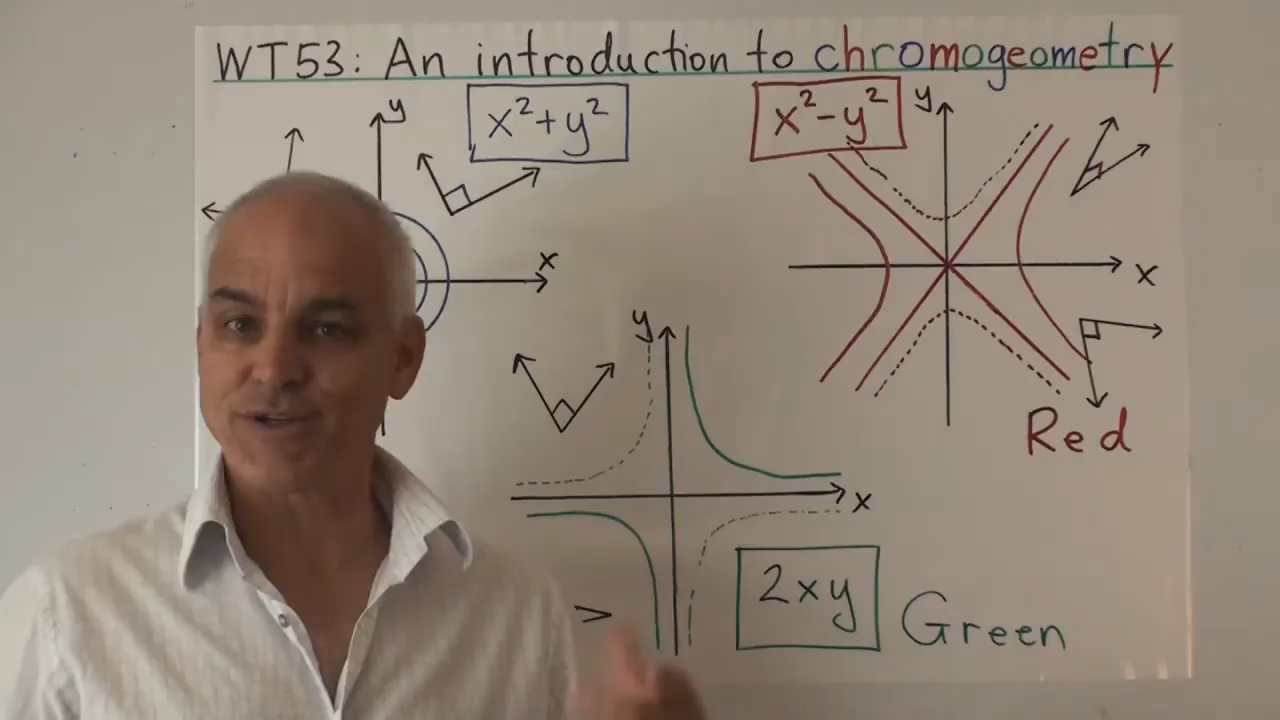 WT53: An introduction to chromogeometry
y
x²+y²
x
x²-y²
y
x
Red
y
x
2xy
Green